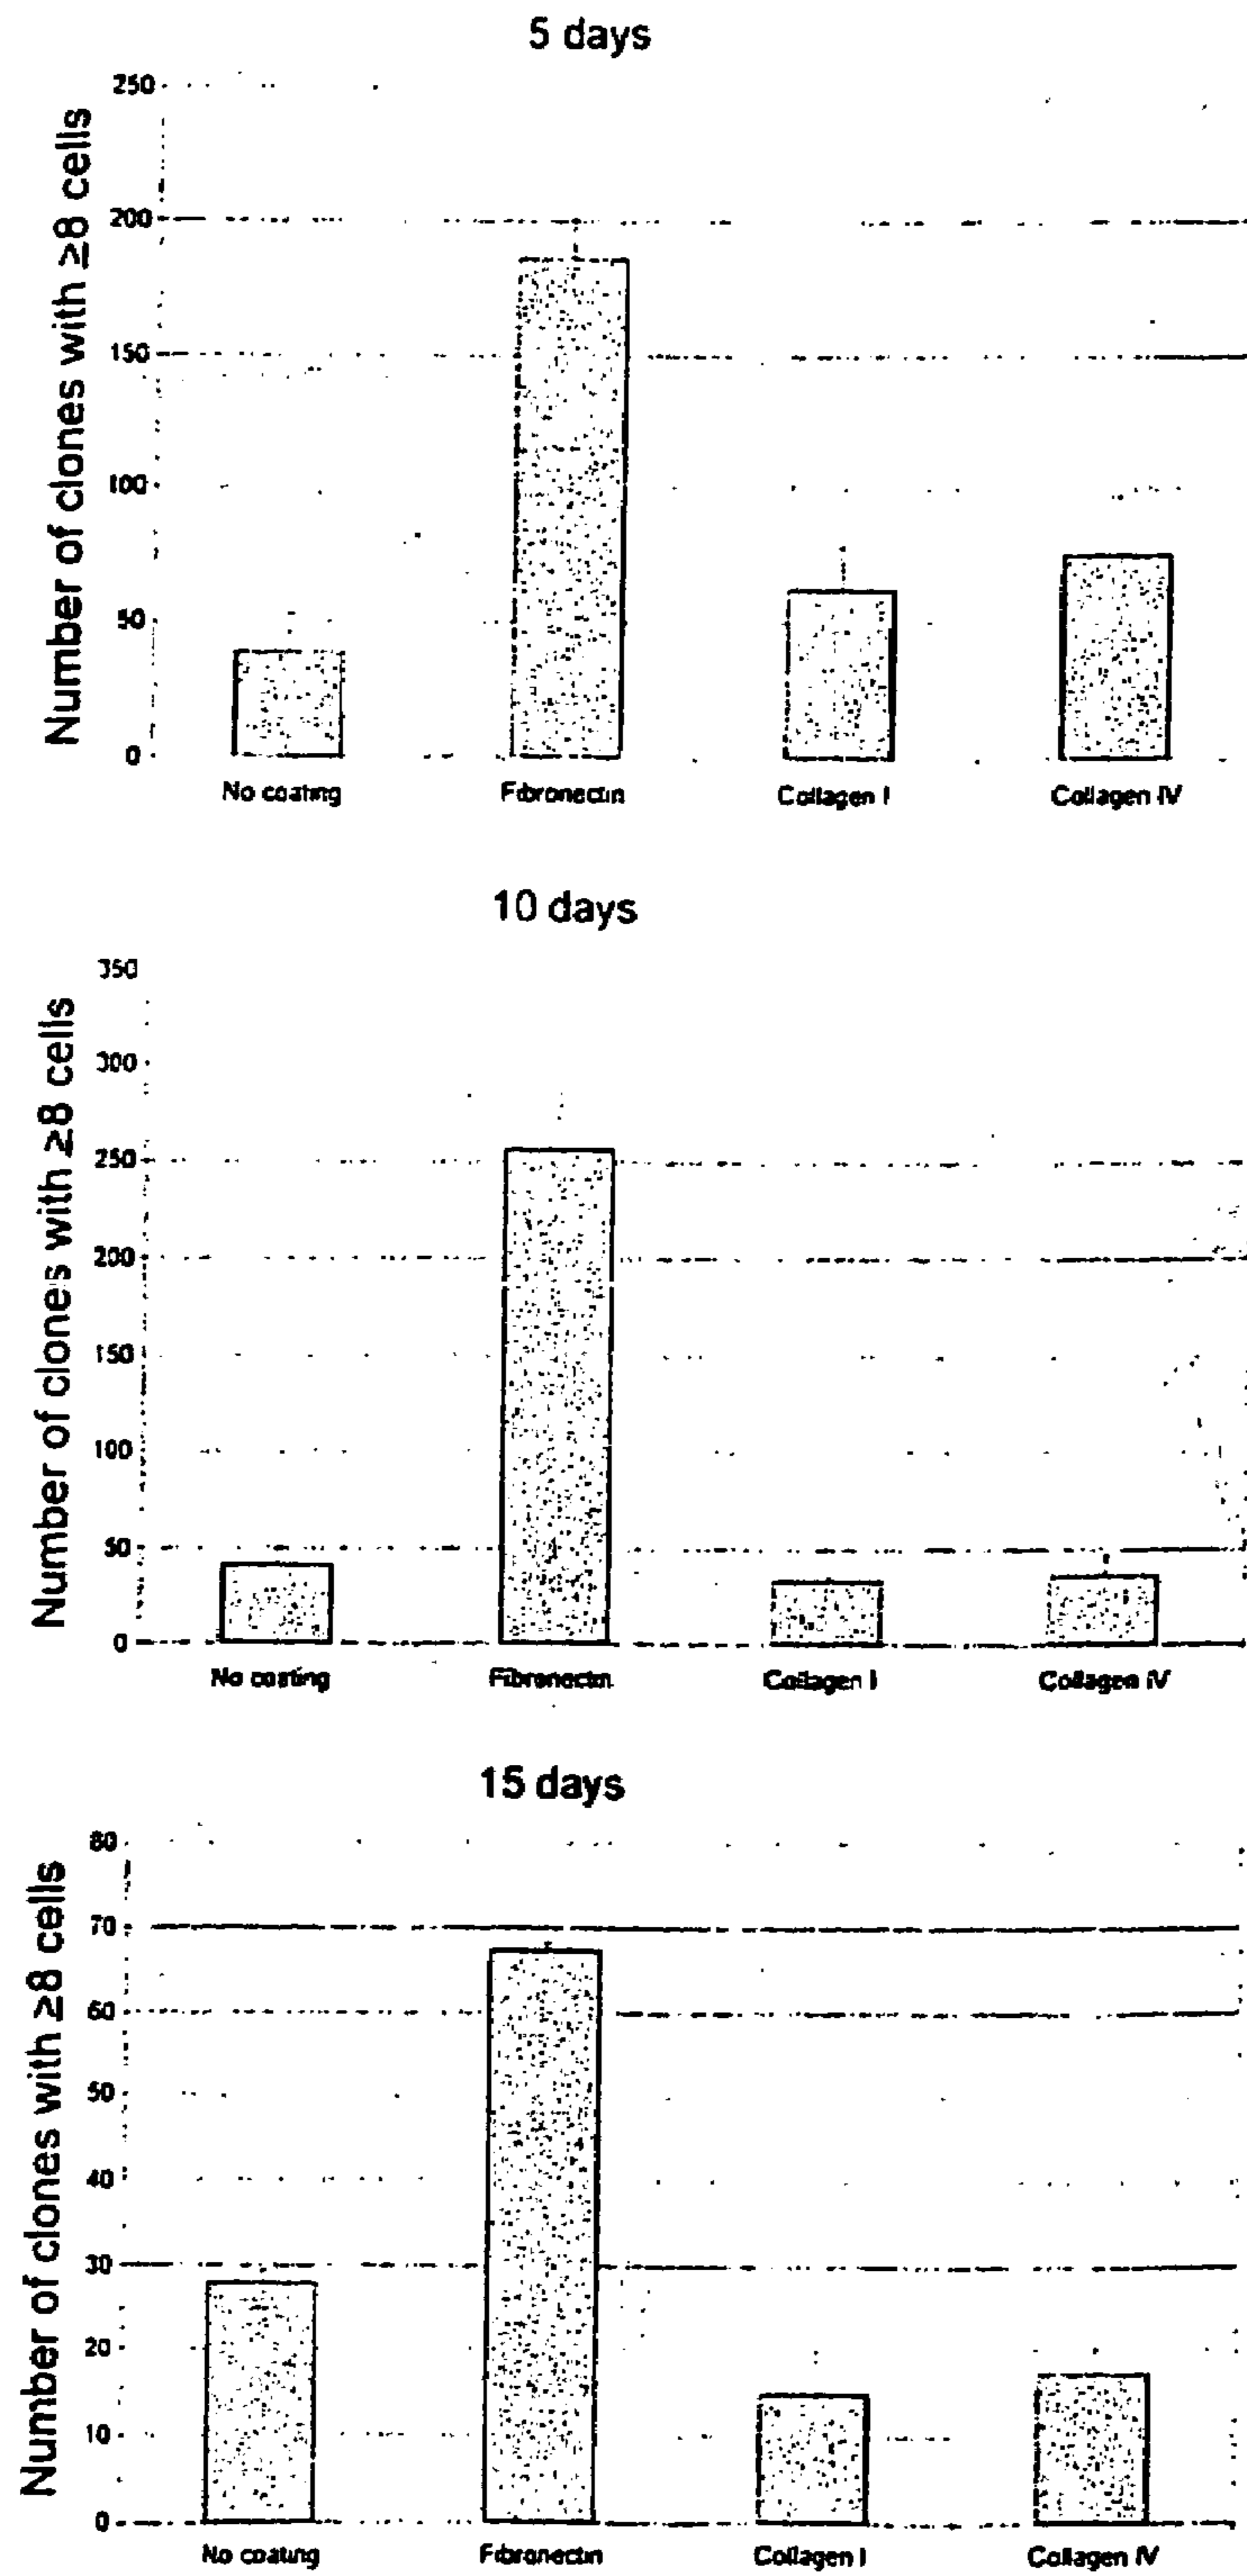 5 days
Number of clones with ≥8 cells
250
200
150
100
50
0
No coating
Fibronectin
Collagen I
Collagen IV
10 days
Number of clones with ≥8 cells
350
300
250
200
150
100
50
0
No coating
Fibronectin
Collagen I
Collagen IV
15 days
Number of clones with ≥8 cells
80
70
60
50
40
30
20
10
0
No coating
Fibronectin
Collagen I
Collagen IV